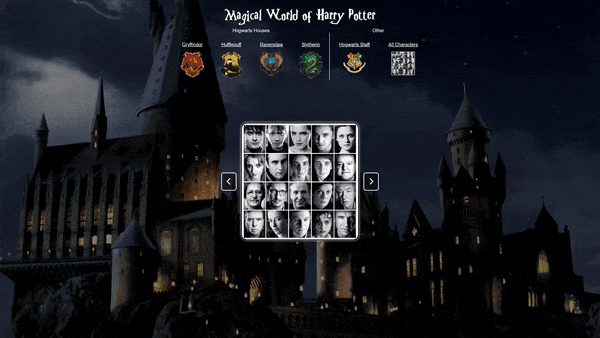 Magical World of Harry Potter
Hogwarts Houses
Other
Gryffindor
Hufflepuff
Ravenclaw
Slytherin
Hogwarts Staff
All Characters